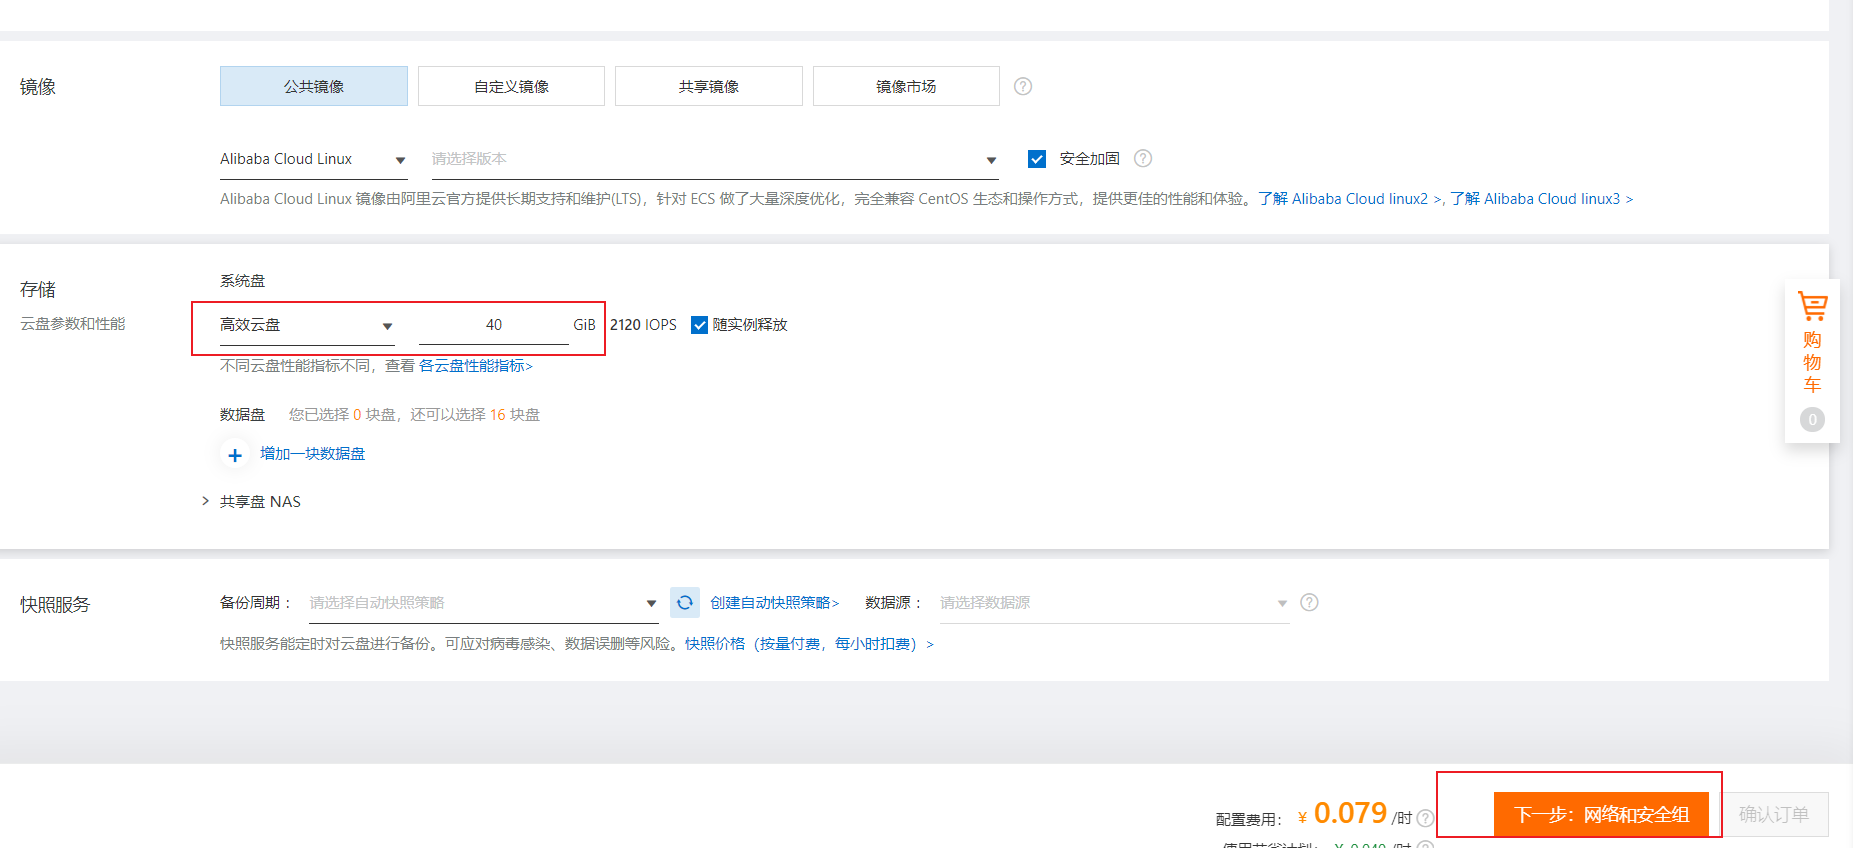 镜像
公共镜像 自定义镜像 共享镜像 镜像市场 ?
Alibaba Cloud Linux 请选择版本 安全加固 ?
Alibaba Cloud Linux 镜像由阿里云官方提供长期支持和维护(LTS)，针对 ECS 做了大量深度优化，完全兼容 CentOS 生态和操作方式，提供更佳的性能和体验。了解 Alibaba Cloud linux2 >, 了解 Alibaba Cloud linux3 >
存储
云盘参数和性能
系统盘
高效云盘 40 GiB 2120 IOPS 随实例释放
不同云盘性能指标不同，查看 各云盘性能指标>
数据盘 您已选择 0 块盘，还可以选择 16 块盘
+ 增加一块数据盘
> 共享盘 NAS
购物车
0
快照服务
备份周期： 请选择自动快照策略 创建自动快照策略> 数据源： 请选择数据源 ?
快照服务能定时对云盘进行备份。可应对病毒感染、数据误删等风险。快照价格（按量付费，每小时扣费） >
配置费用： ¥ 0.079 /时 ? 下一步：网络和安全组 确认订单
使用节省计划： ¥ 0.040 /时 ?